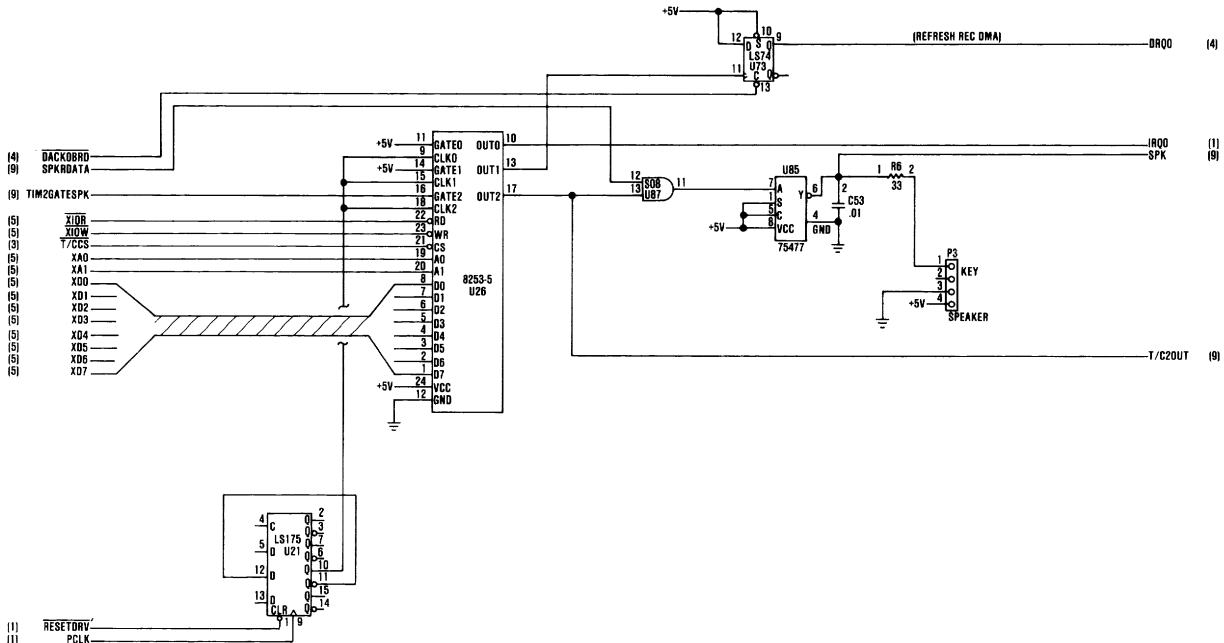 +5V
10
12 D S Q 9
LS74
U73
11 C Q
13
(REFRESH REC DMA)
DRQ0 (4)
(4) DACK0BRD
(9) SPKRDATA
(9) TIM2GATESPK
(5) XIOR
(5) XIOW
(3) T/CCS
(5) XA0
(5) XA1
(5) XD0
(5) XD1
(5) XD2
(5) XD3
(5) XD4
(5) XD5
(5) XD6
(5) XD7
+5V 11 GATE0 OUT0 10
9 CLK0
+5V 14 GATE1 OUT1 13
15 CLK1
16 GATE2 OUT2 17
18 CLK2
22 RD
23 WR
21 CS
19 A0
20 A1
8 D0
7 D1
6 D2
5 D3
4 D4
3 D5
2 D6
1 D7
+5V 24 VCC
12 GND
8253-5
U26
12 S08 11
13 U87
U85
7 A Y 6
1 S
5 C 4
+5V 8 VCC GND
75477
IRQ0 (1)
SPK (9)
R6
1 2
33
2
C53
.01
P3
1
2 KEY
3
+5V 4
SPEAKER
T/C2OUT (9)
4 C Q 2
Q 3
LS175
U21
Q 7
5 D Q 6
Q 10
12 D Q 11
Q 15
13 D Q 14
CLR
1 9
(1) RESETDRV'
(1) PCLK